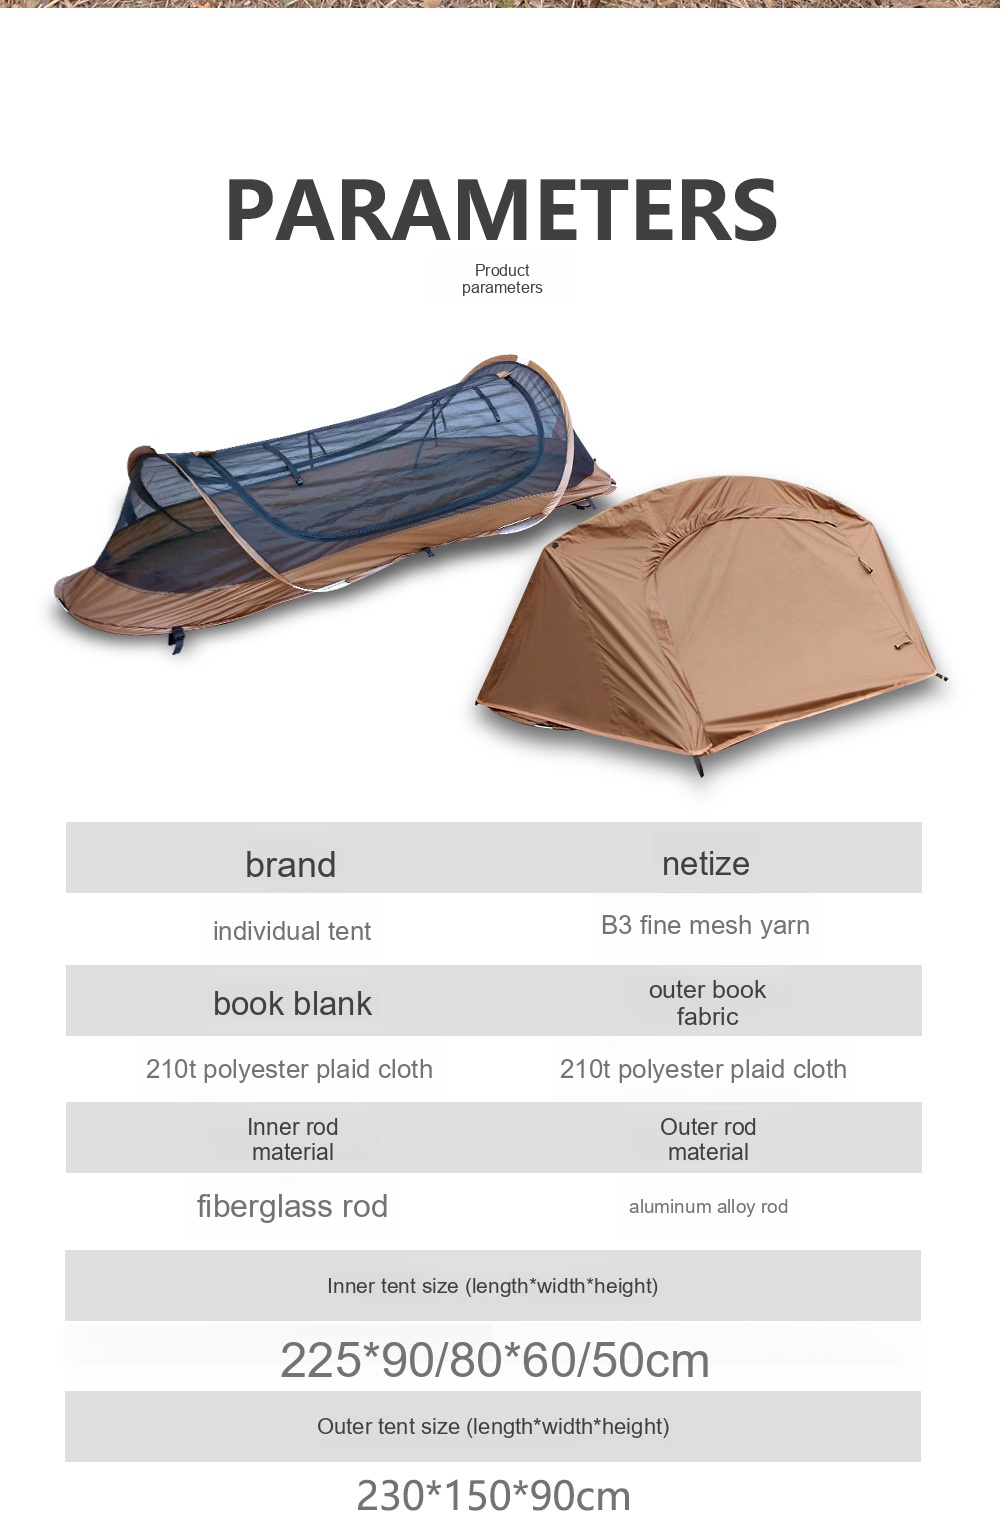 PARAMETERS
Product
parameters
brand
netize
individual tent
B3 fine mesh yarn
book blank
outer book
fabric
210t polyester plaid cloth
210t polyester plaid cloth
Inner rod
material
Outer rod
material
fiberglass rod
aluminum alloy rod
Inner tent size (length*width*height)
225*90/80*60/50cm
Outer tent size (length*width*height)
230*150*90cm